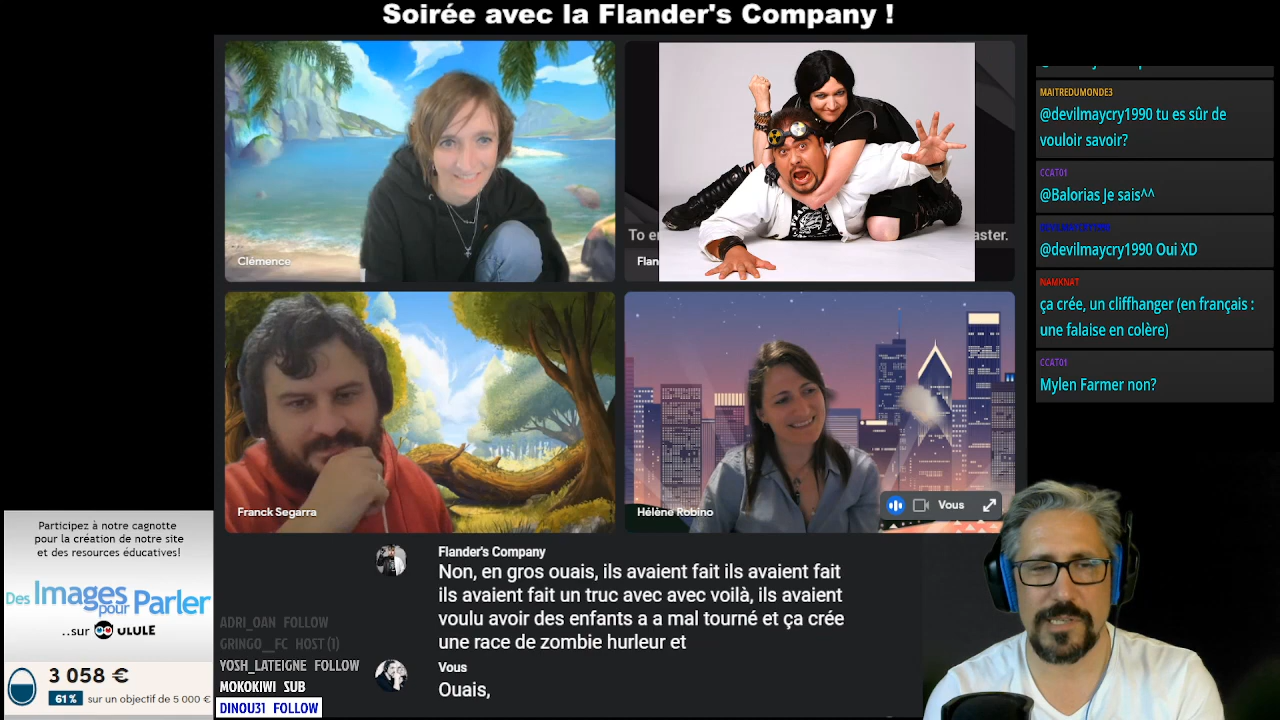 Soirée avec la Flander's Company !
Clémence
To en
aster.
Flan
Franck Segarra
Hélène Robino
Vous
MAITREDUMONDE3
@devilmaycry1990 tu es sûr de
vouloir savoir?
CCAT01
@Balorias Je sais^^
@devilmaycry1990 Oui XD
NAMKNAT
ça crée, un cliffhanger (en français :
une falaise en colère)
CCAT01
Mylen Farmer non?
Participez à notre cagnotte
pour la création de notre site
et des resources éducatives!
Des Images pour Parler
..sur ULULE
3 058 €
61 % sur un objectif de 5 000 €
ADRI_OAN FOLLOW
GRINGO__FC HOST (1)
YOSH_LATEIGNE FOLLOW
MOKOKIWI SUB
DINOU31 FOLLOW
Flander's Company
Non, en gros ouais, ils avaient fait ils avaient fait
ils avaient fait un truc avec avec voilà, ils avaient
voulu avoir des enfants a a mal tourné et ça crée
une race de zombie hurleur et
Vous
Ouais,